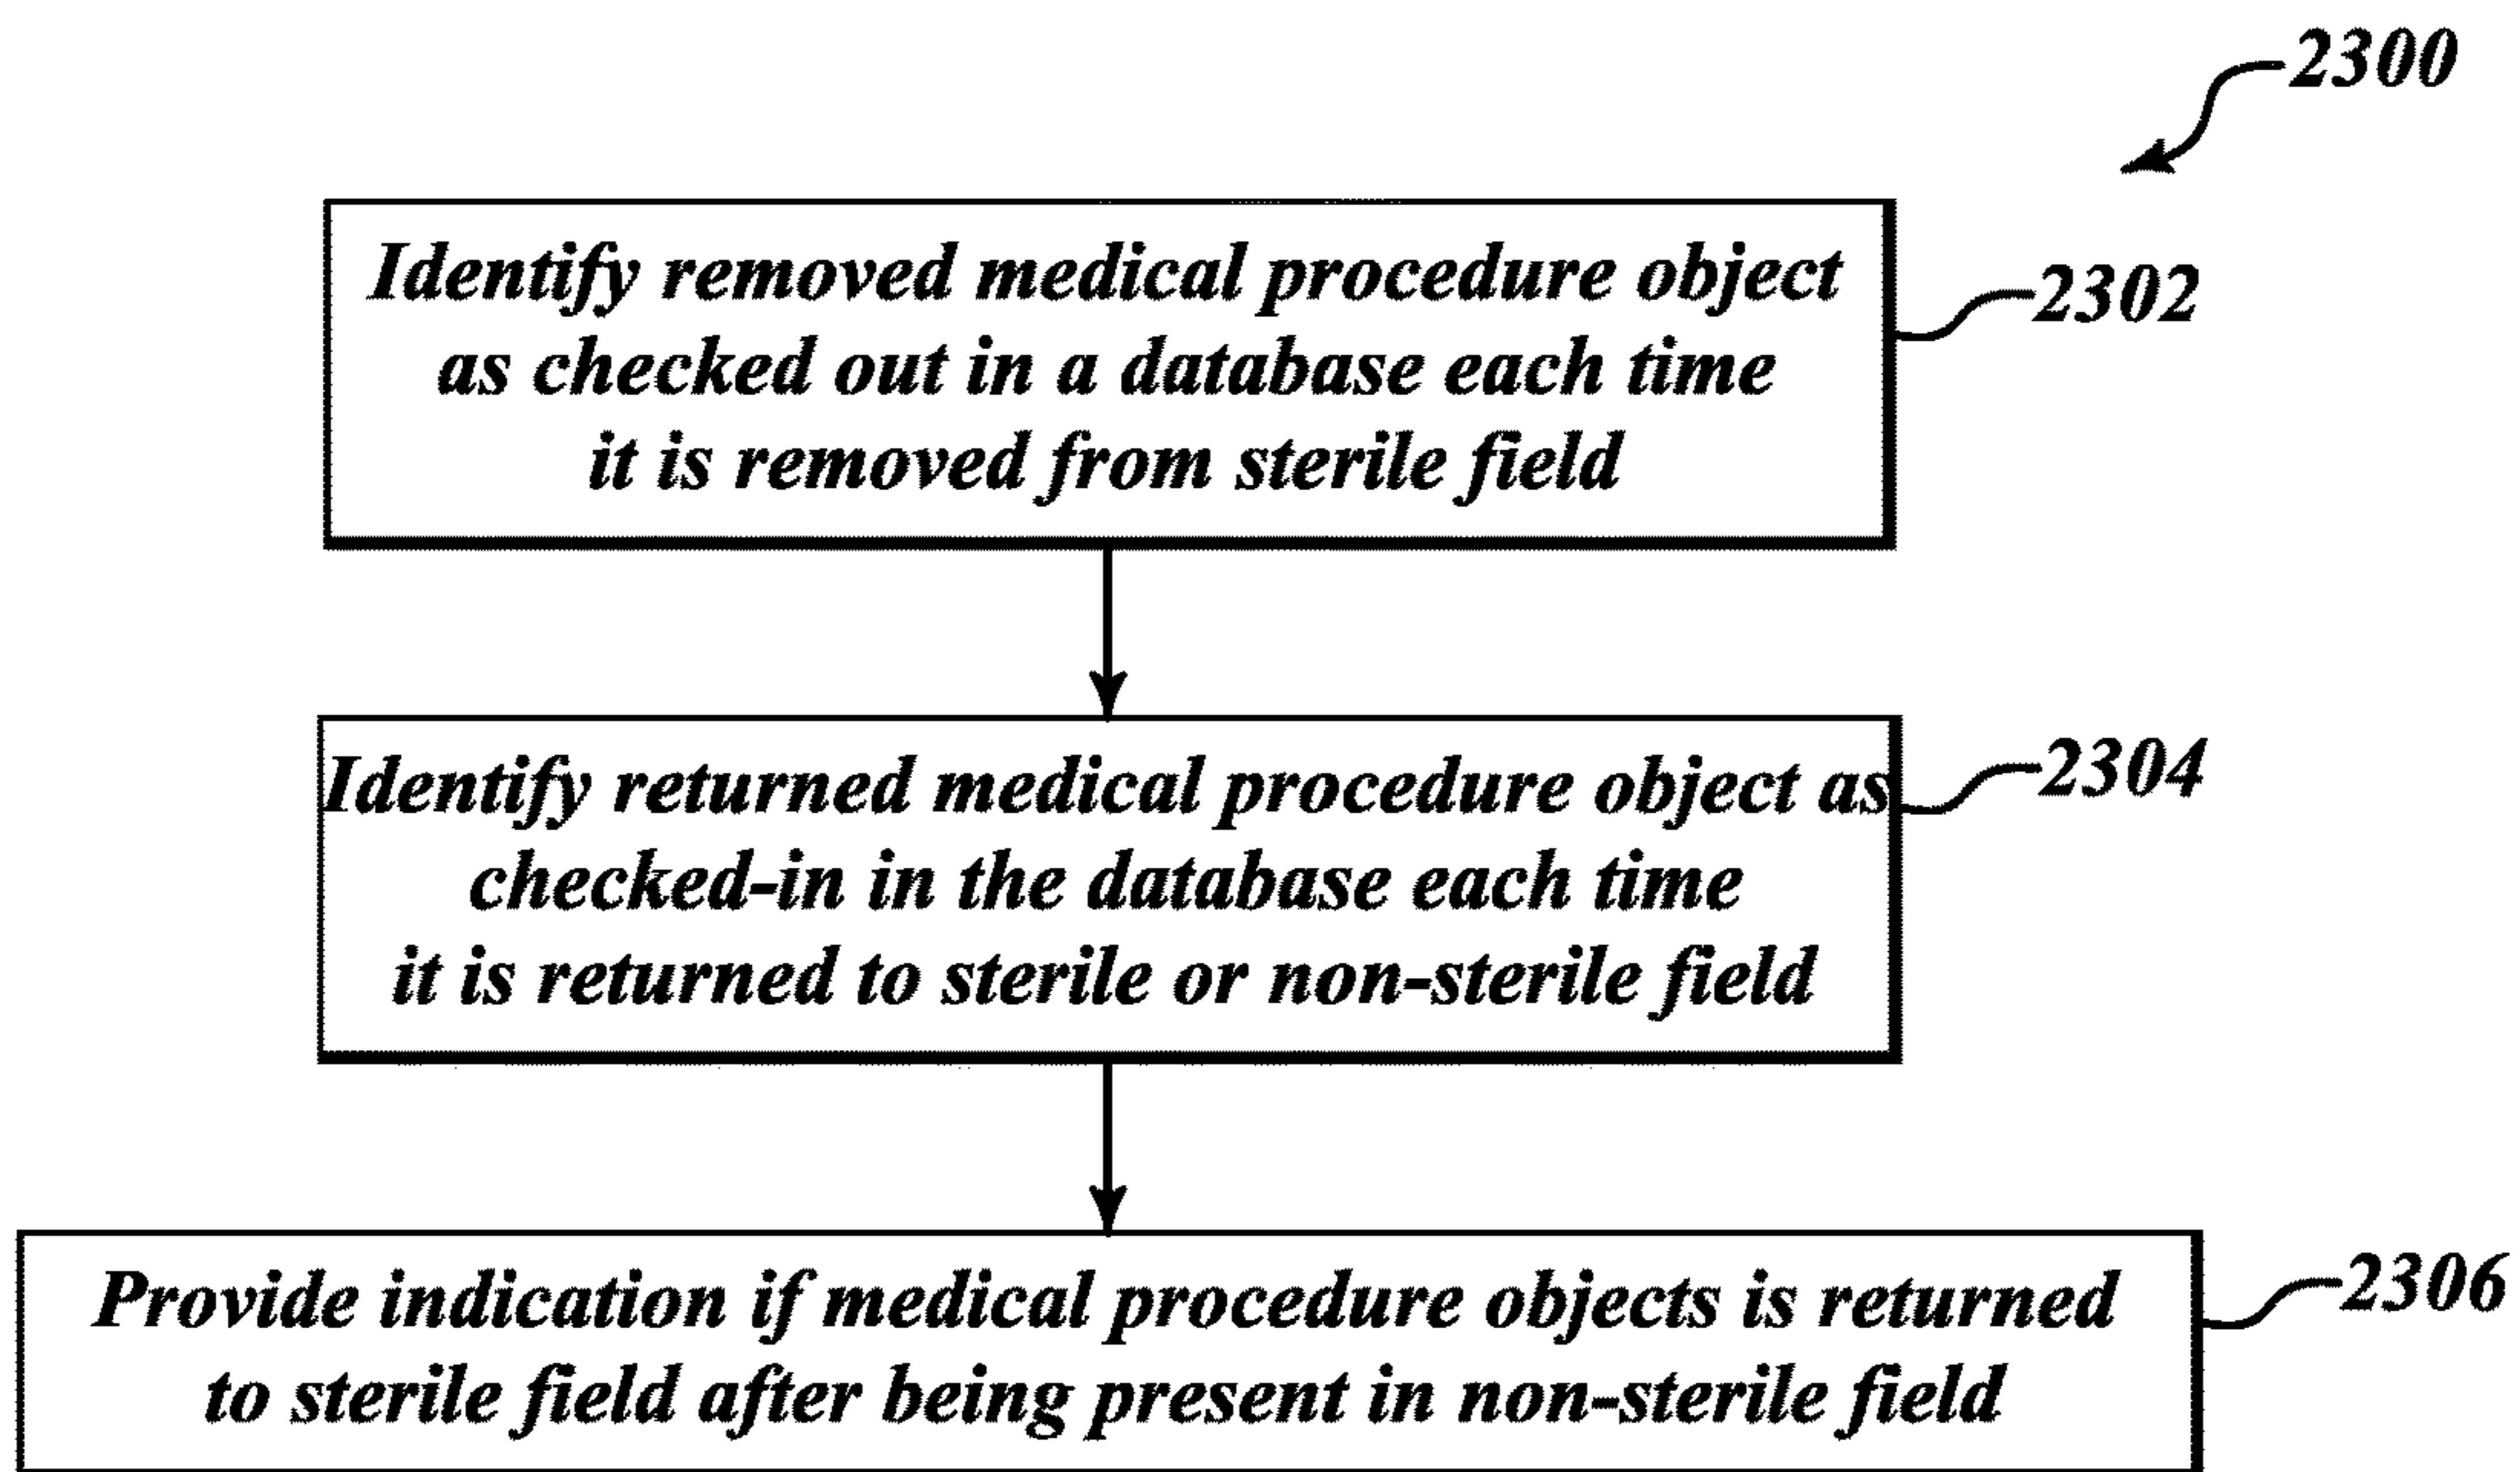 2300
Identify removed medical procedure object
as checked out in a database each time
it is removed from sterile field
2302
Identify returned medical procedure object as
checked-in in the database each time
it is returned to sterile or non-sterile field
2304
Provide indication if medical procedure objects is returned
to sterile field after being present in non-sterile field
2306